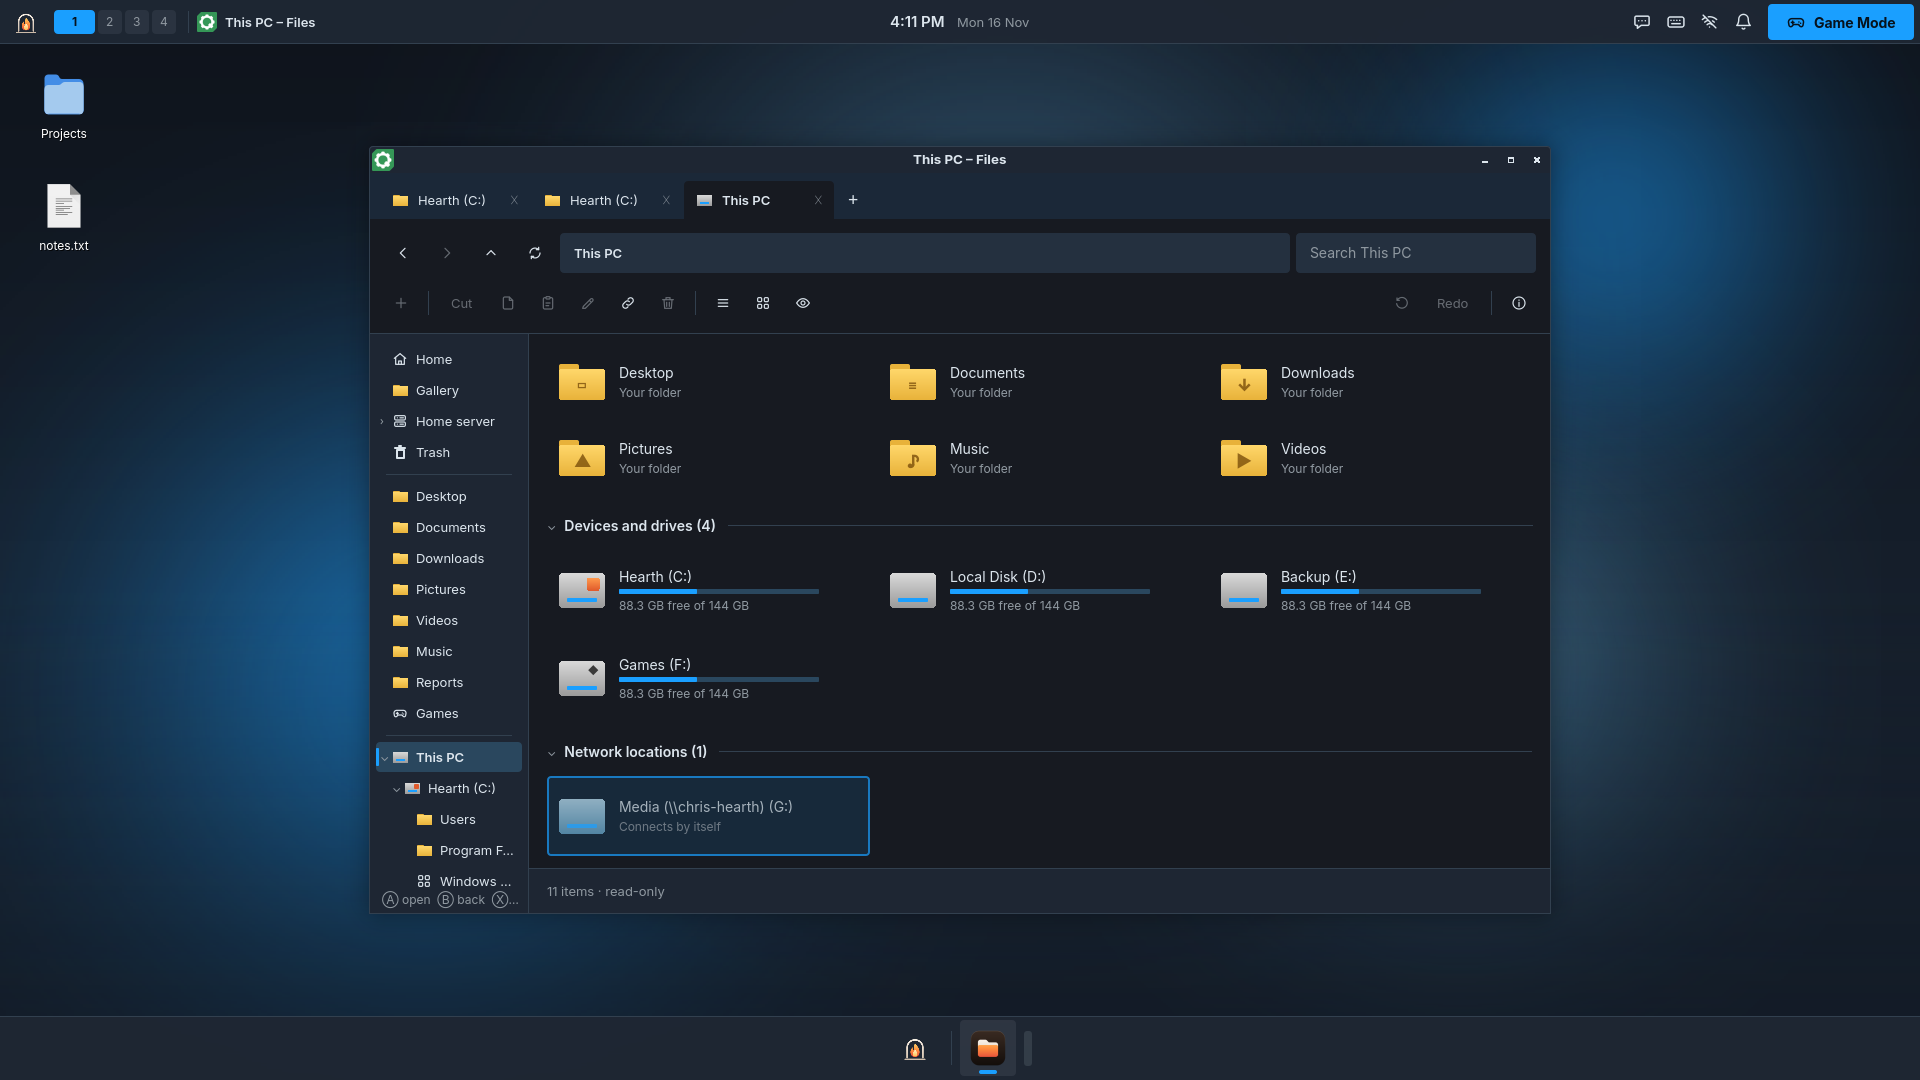 1 2 3 4 This PC – Files 4:11 PM Mon 16 Nov Game Mode
Projects
notes.txt
This PC – Files
Hearth (C:) X Hearth (C:) X This PC X +
This PC Search This PC
Cut Redo
Home
Gallery
Home server
Trash
Desktop
Documents
Downloads
Pictures
Videos
Music
Reports
Games
This PC
Hearth (C:)
Users
Program F...
Windows ...
A open B back X...
Desktop
Your folder
Documents
Your folder
Downloads
Your folder
Pictures
Your folder
Music
Your folder
Videos
Your folder
Devices and drives (4)
Hearth (C:)
88.3 GB free of 144 GB
Local Disk (D:)
88.3 GB free of 144 GB
Backup (E:)
88.3 GB free of 144 GB
Games (F:)
88.3 GB free of 144 GB
Network locations (1)
Media (\\chris-hearth) (G:)
Connects by itself
11 items · read-only